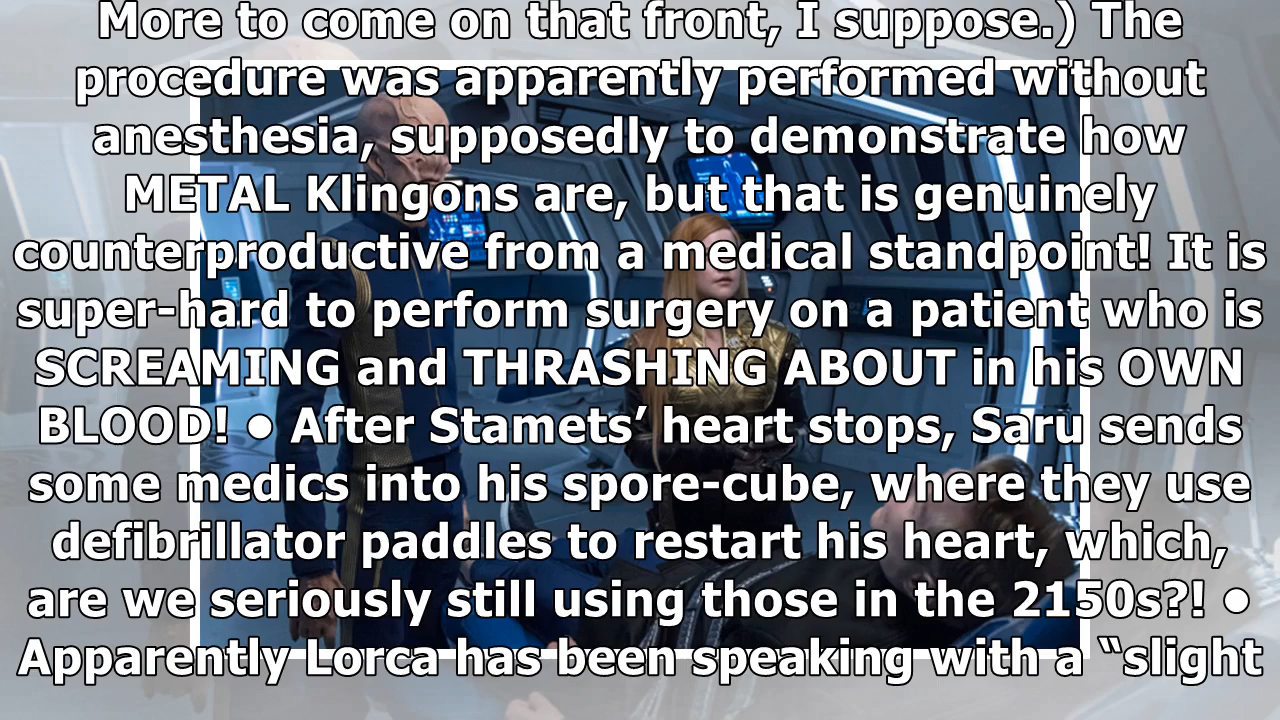 More to come on that front, I suppose.) The
procedure was apparently performed without
anesthesia, supposedly to demonstrate how
METAL Klingons are, but that is genuinely
counterproductive from a medical standpoint! It is
super-hard to perform surgery on a patient who is
SCREAMING and THRASHING ABOUT in his OWN
BLOOD! ● After Stamets’ heart stops, Saru sends
some medics into his spore-cube, where they use
defibrillator paddles to restart his heart, which,
are we seriously still using those in the 2150s?! ●
Apparently Lorca has been speaking with a “slight